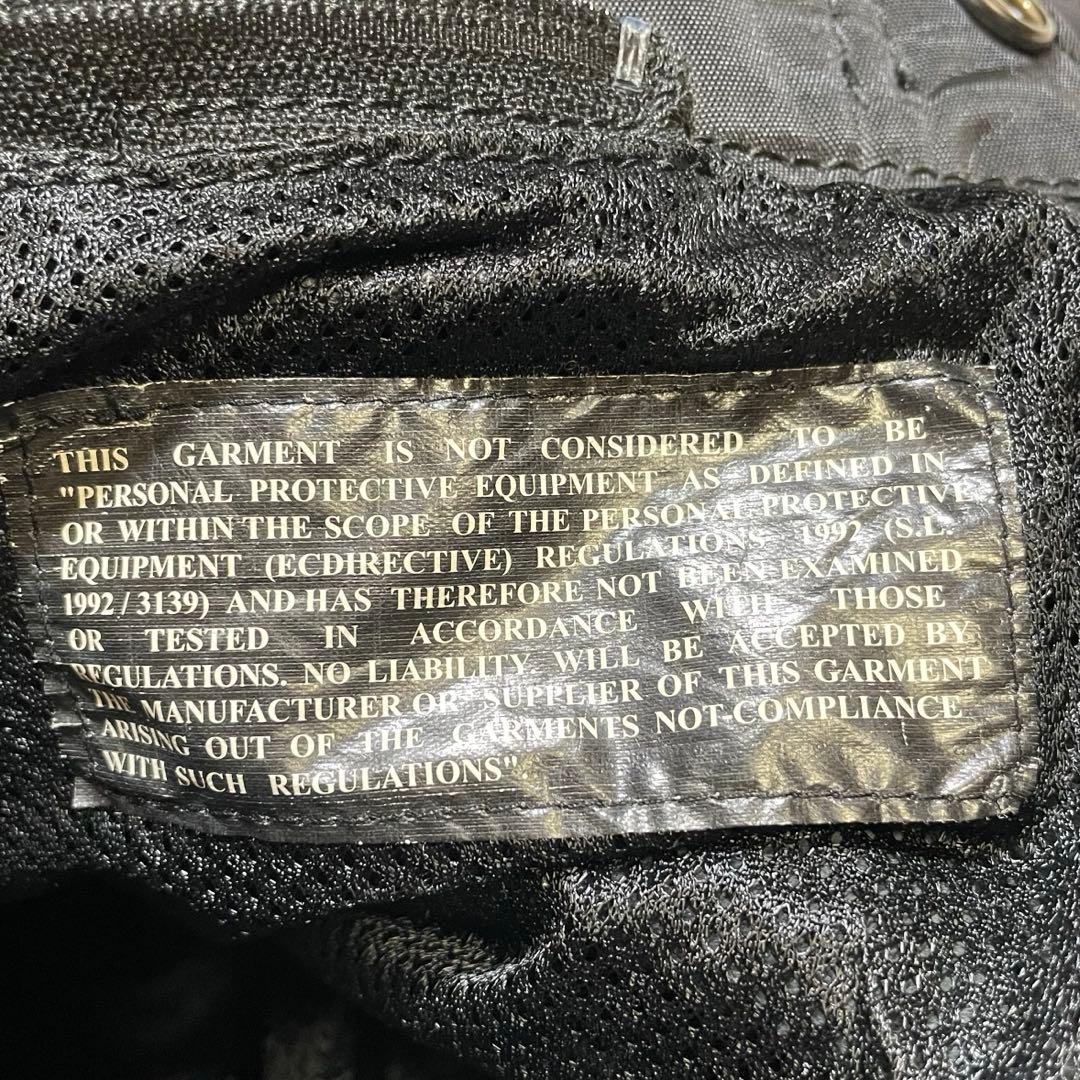 THIS GARMENT IS NOT CONSIDERED TO BE
"PERSONAL PROTECTIVE EQUIPMENT AS DEFINED IN
OR WITHIN THE SCOPE OF THE PERSONAL PROTECTIVE
EQUIPMENT (ECDIRECTIVE) REGULATIONS 1992 (S.L.
1992 / 3139) AND HAS THEREFORE NOT BEEN EXAMINED
OR TESTED IN ACCORDANCE WITH THOSE
REGULATIONS. NO LIABILITY WILL BE ACCEPTED BY
THE MANUFACTURER OR SUPPLIER OF THIS GARMENT
ARISING OUT OF THE GARMENTS NOT-COMPLIANCE
WITH SUCH REGULATIONS".